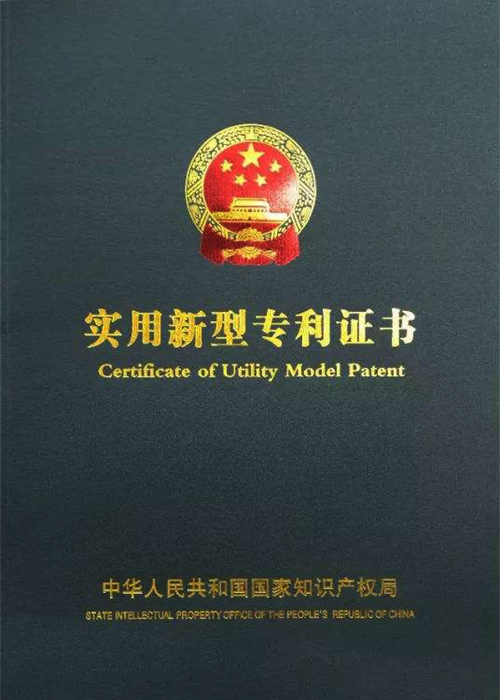 实用新型专利证书
Certificate of Utility Model Patent
中华人民共和国国家知识产权局
STATE INTELLECTUAL PROPERTY OFFICE OF THE PEOPLE'S REPUBLIC OF CHINA